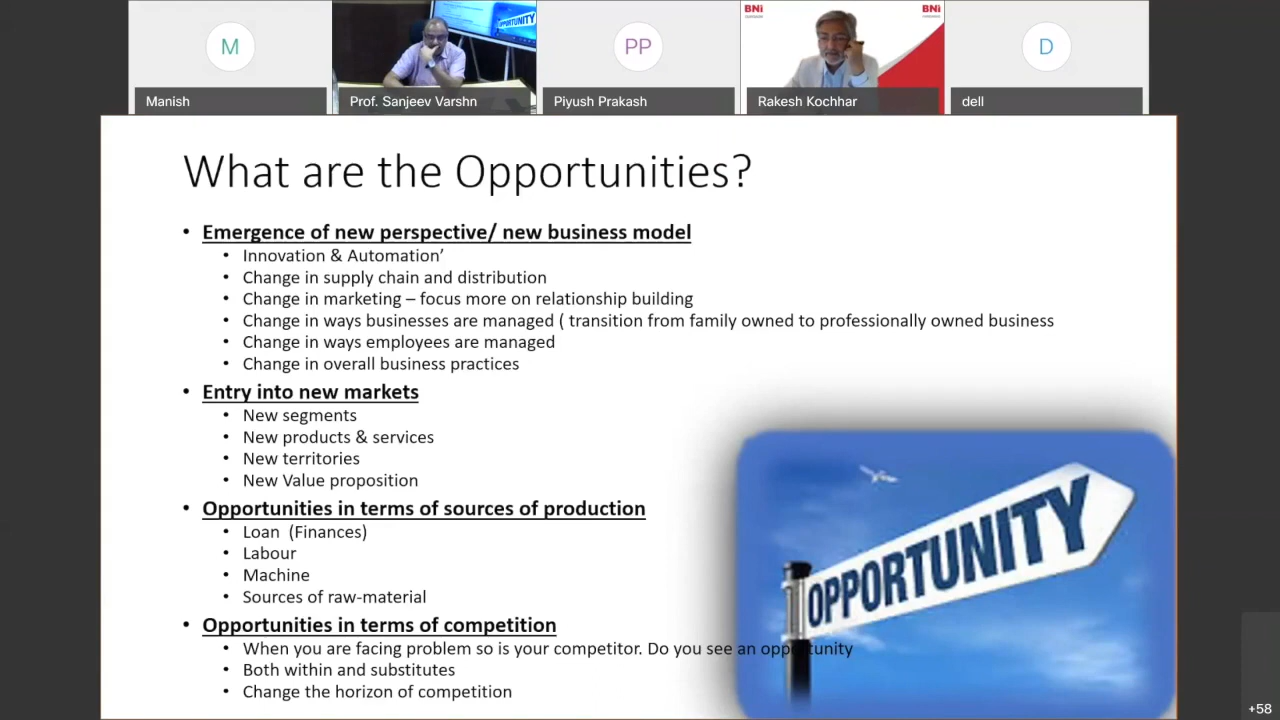 BNi
BNi
OPPORTUNITY
M
PP
D
Manish
Prof. Sanjeev Varshn
Piyush Prakash
Rakesh Kochhar
dell
What are the Opportunities?
• Emergence of new perspective/ new business model
• Innovation & Automation’
• Change in supply chain and distribution
• Change in marketing – focus more on relationship building
• Change in ways businesses are managed ( transition from family owned to professionally owned business
• Change in ways employees are managed
• Change in overall business practices
• Entry into new markets
• New segments
• New products & services
• New territories
• New Value proposition
• Opportunities in terms of sources of production
• Loan (Finances)
• Labour
• Machine
• Sources of raw-material
• Opportunities in terms of competition
• When you are facing problem so is your competitor. Do you see an opportunity
• Both within and substitutes
• Change the horizon of competition
OPPORTUNITY
+58